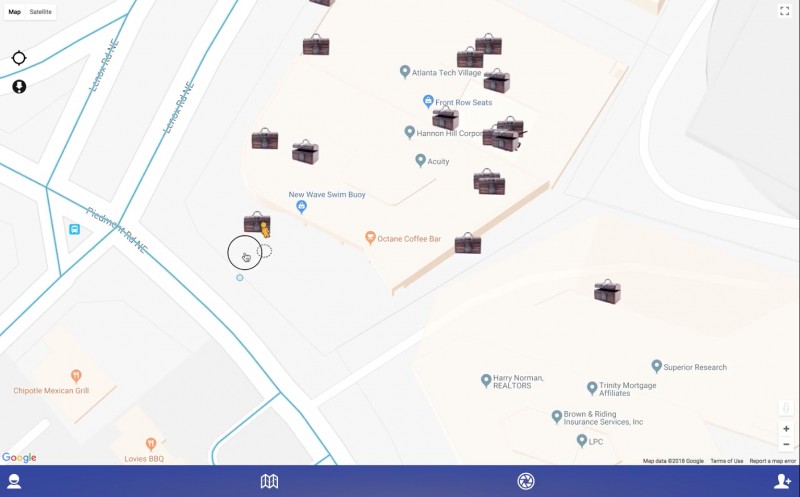 Map Satellite
Lenox Rd NE
Lenox Rd NE
Atlanta Tech Village
Front Row Seats
Hannon Hill Corpor
Acuity
New Wave Swim Buoy
Piedmont Rd NE
Octane Coffee Bar
Superior Research
Harry Norman,
REALTORS
Trinity Mortgage
Affiliates
Chipotle Mexican Grill
Brown & Riding
Insurance Services, Inc
LPC
Lovies BBQ
Google
Map data ©2018 Google Terms of Use Report a map error